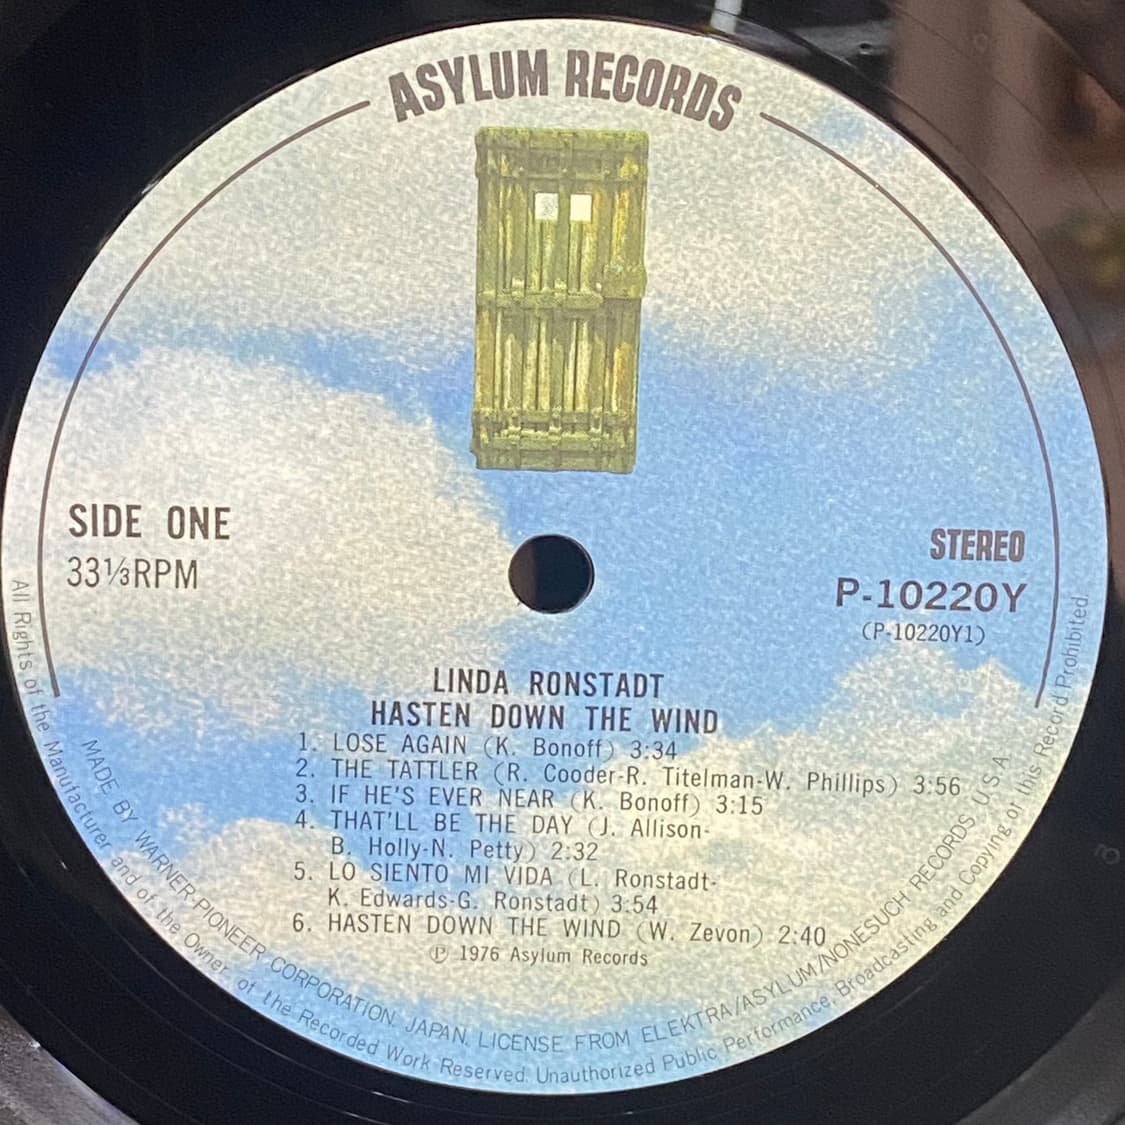 ASYLUM RECORDS
SIDE ONE
33⅓RPM
STEREO
P-10220Y
(P-10220Y1)
LINDA RONSTADT
HASTEN DOWN THE WIND
1. LOSE AGAIN (K. Bonoff) 3:34
2. THE TATTLER (R. Cooder-R. Titelman-W. Phillips) 3:56
3. IF HE'S EVER NEAR (K. Bonoff) 3:15
4. THAT'LL BE THE DAY (J. Allison-
B. Holly-N. Petty) 2:32
5. LO SIENTO MI VIDA (L. Ronstadt-
K. Edwards-G. Ronstadt) 3:54
6. HASTEN DOWN THE WIND (W. Zevon) 2:40
℗ 1976 Asylum Records
MADE BY WARNER-PIONEER CORPORATION, JAPAN. LICENSE FROM ELEKTRA/ASYLUM/NONESUCH RECORDS, U.S.A.
All Rights of the Manufacturer and of the Owner of the Recorded Work Reserved. Unauthorized Public Performance, Broadcasting and Copying of this Record Prohibited.